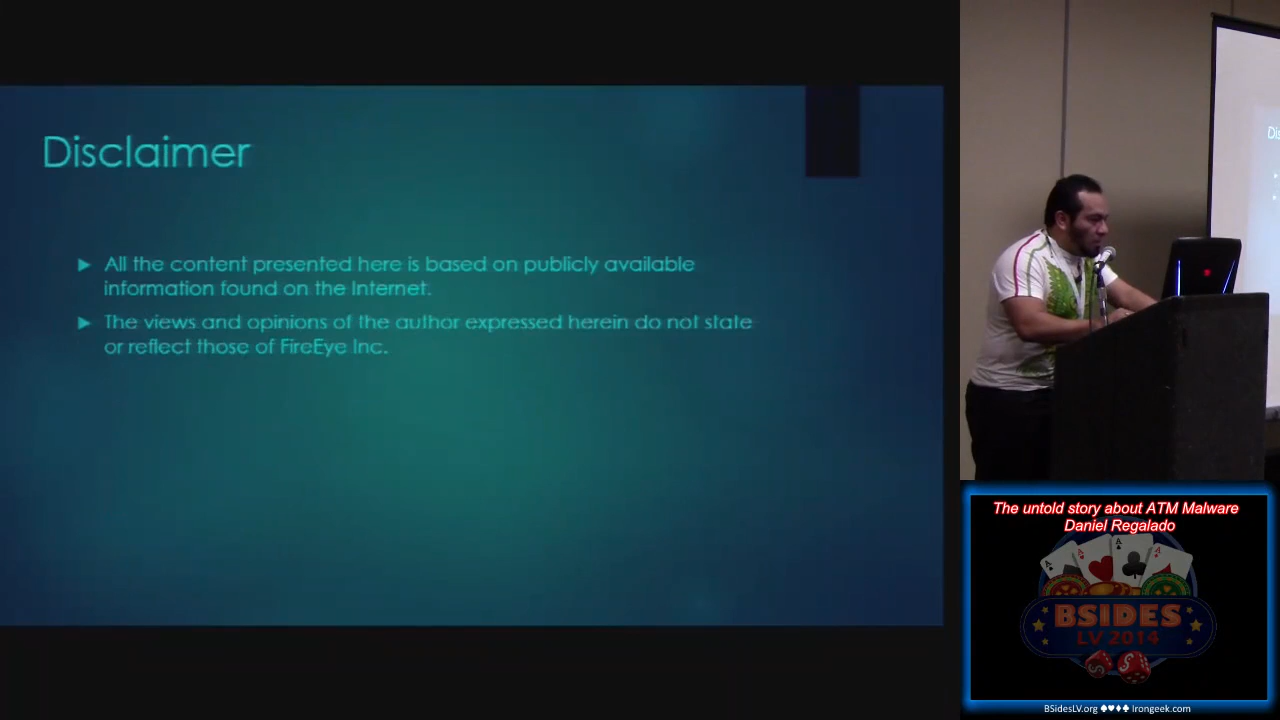 Disclaimer
All the content presented here is based on publicly available
information found on the Internet.
The views and opinions of the author expressed herein do not state
or reflect those of FireEye Inc.
Dis
The untold story about ATM Malware
Daniel Regalado
A
A
A
A
BSIDES
LV 2014
S
S
BSidesLV.org ♠♥♦♣ Irongeek.com